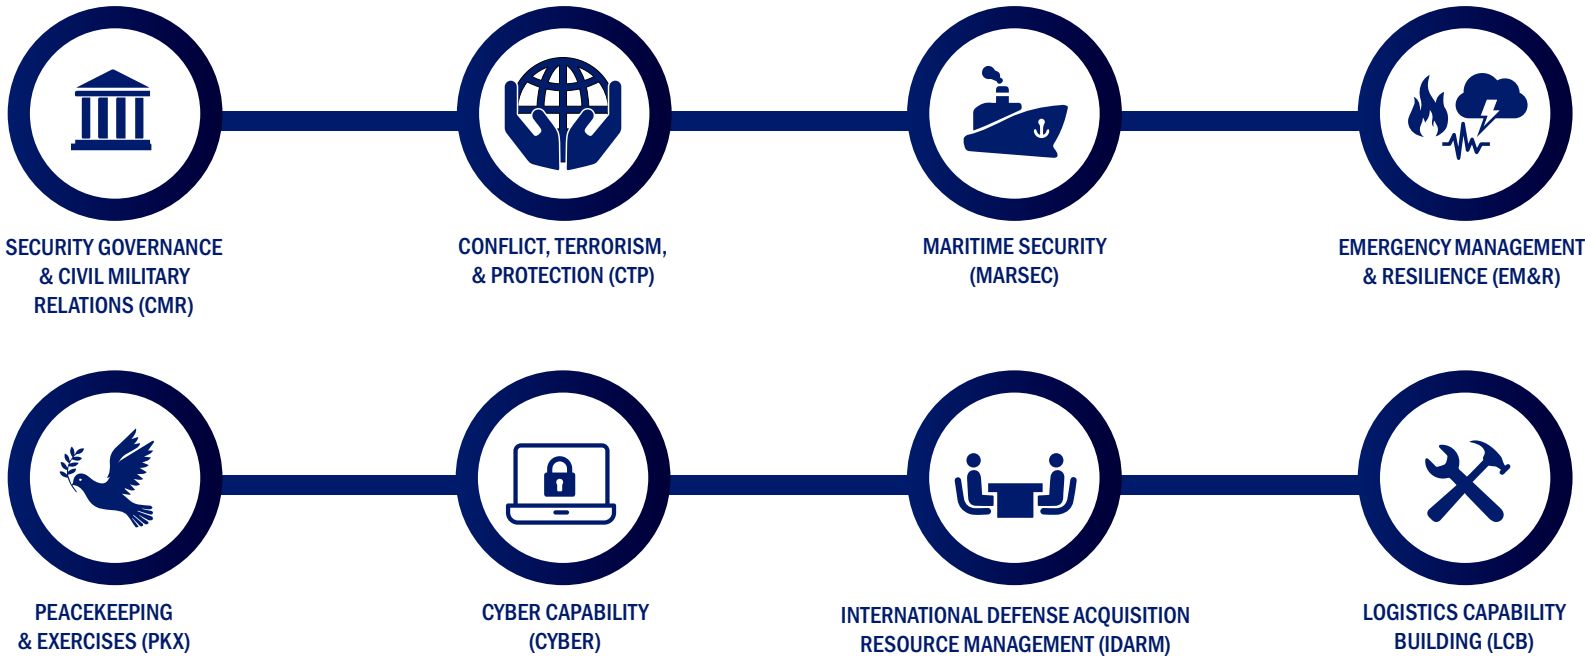 SECURITY GOVERNANCE
& CIVIL MILITARY
RELATIONS (CMR)
CONFLICT, TERRORISM,
& PROTECTION (CTP)
MARITIME SECURITY
(MARSEC)
EMERGENCY MANAGEMENT
& RESILIENCE (EM&R)
PEACEKEEPING
& EXERCISES (PKX)
CYBER CAPABILITY
(CYBER)
INTERNATIONAL DEFENSE ACQUISITION
RESOURCE MANAGEMENT (IDARM)
LOGISTICS CAPABILITY
BUILDING (LCB)